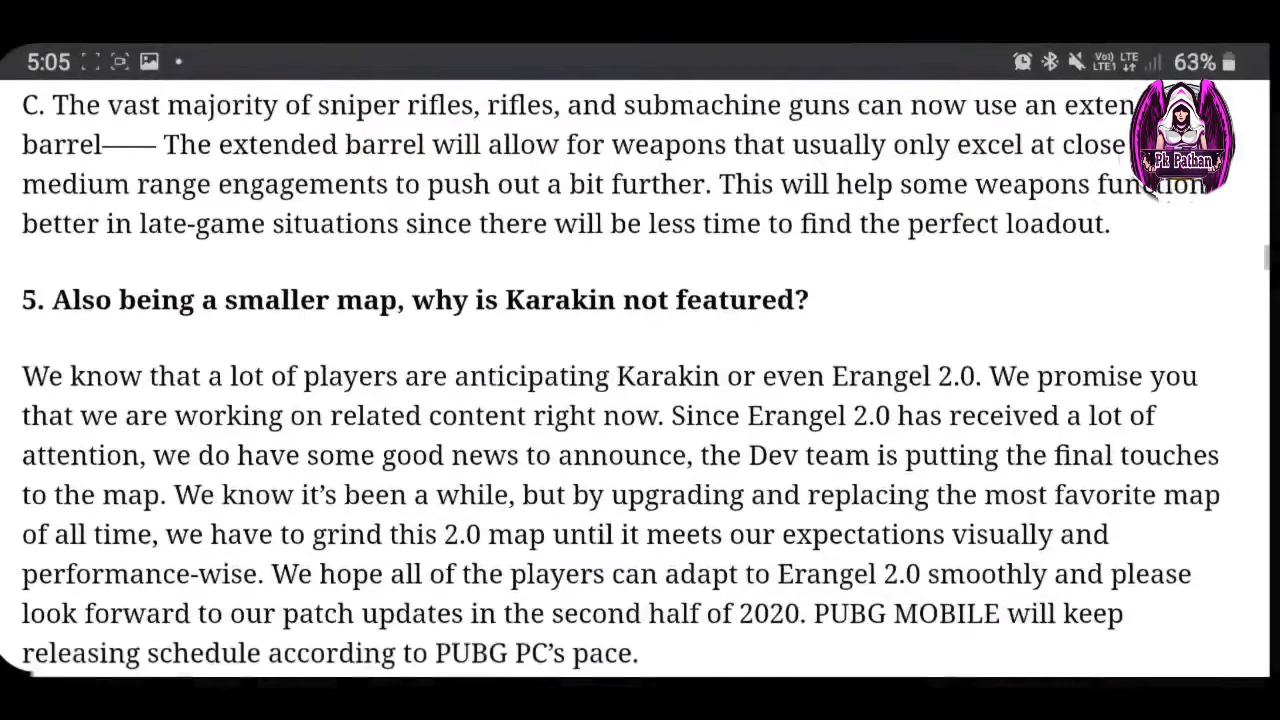 5:05
Vo) LTE
LTE1
63%
C. The vast majority of sniper rifles, rifles, and submachine guns can now use an exten
barrel—— The extended barrel will allow for weapons that usually only excel at close
medium range engagements to push out a bit further. This will help some weapons function
better in late-game situations since there will be less time to find the perfect loadout.
Pk Pathan
5. Also being a smaller map, why is Karakin not featured?
We know that a lot of players are anticipating Karakin or even Erangel 2.0. We promise you
that we are working on related content right now. Since Erangel 2.0 has received a lot of
attention, we do have some good news to announce, the Dev team is putting the final touches
to the map. We know it’s been a while, but by upgrading and replacing the most favorite map
of all time, we have to grind this 2.0 map until it meets our expectations visually and
performance-wise. We hope all of the players can adapt to Erangel 2.0 smoothly and please
look forward to our patch updates in the second half of 2020. PUBG MOBILE will keep
releasing schedule according to PUBG PC’s pace.